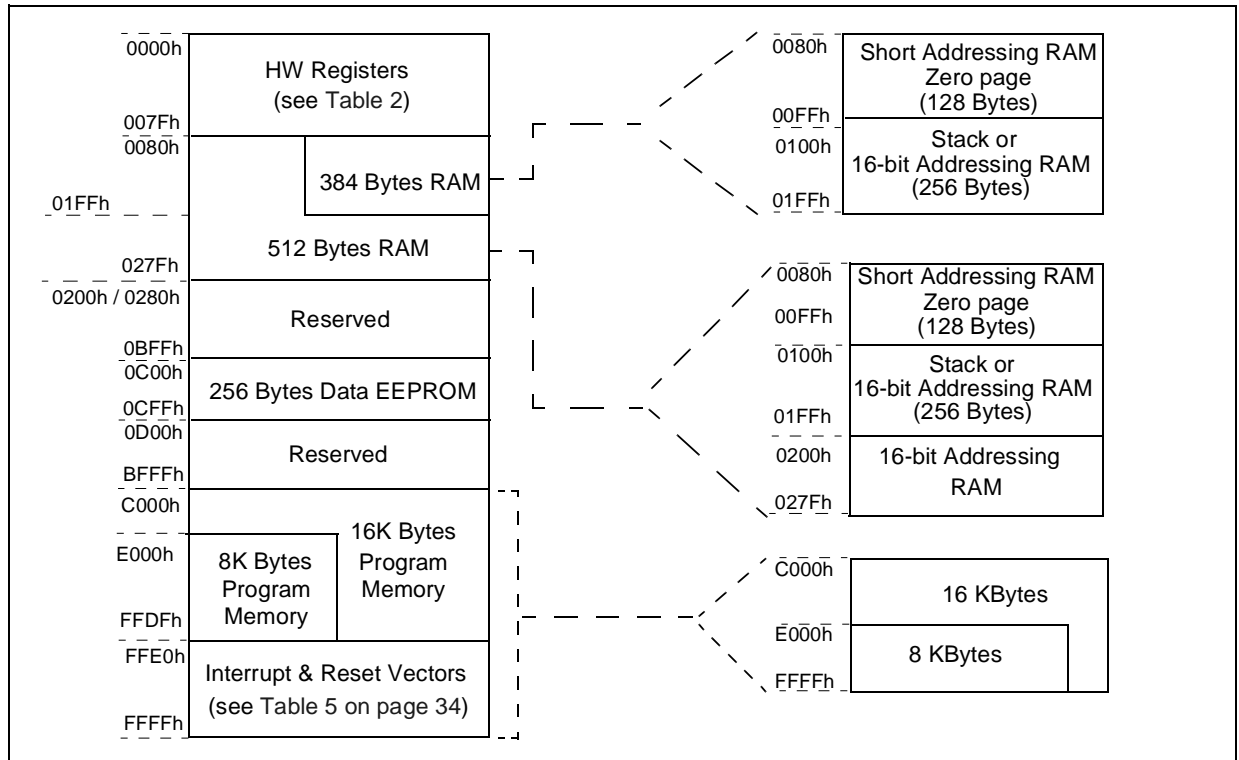 0000h
HW Registers
(see Table 2)
007Fh
0080h
384 Bytes RAM
01FFh
512 Bytes RAM
027Fh
0200h / 0280h
Reserved
0BFFh
0C00h
256 Bytes Data EEPROM
0CFFh
0D00h
Reserved
BFFFh
C000h
16K Bytes
Program
Memory
E000h
8K Bytes
Program
Memory
FFDFh
FFE0h
Interrupt & Reset Vectors
(see Table 5 on page 34)
FFFFh
0080h
Short Addressing RAM
Zero page
(128 Bytes)
00FFh
0100h
Stack or
16-bit Addressing RAM
(256 Bytes)
01FFh
0080h
Short Addressing RAM
Zero page
(128 Bytes)
00FFh
0100h
Stack or
16-bit Addressing RAM
(256 Bytes)
01FFh
0200h
16-bit Addressing
RAM
027Fh
C000h
16 KBytes
E000h
8 KBytes
FFFFh